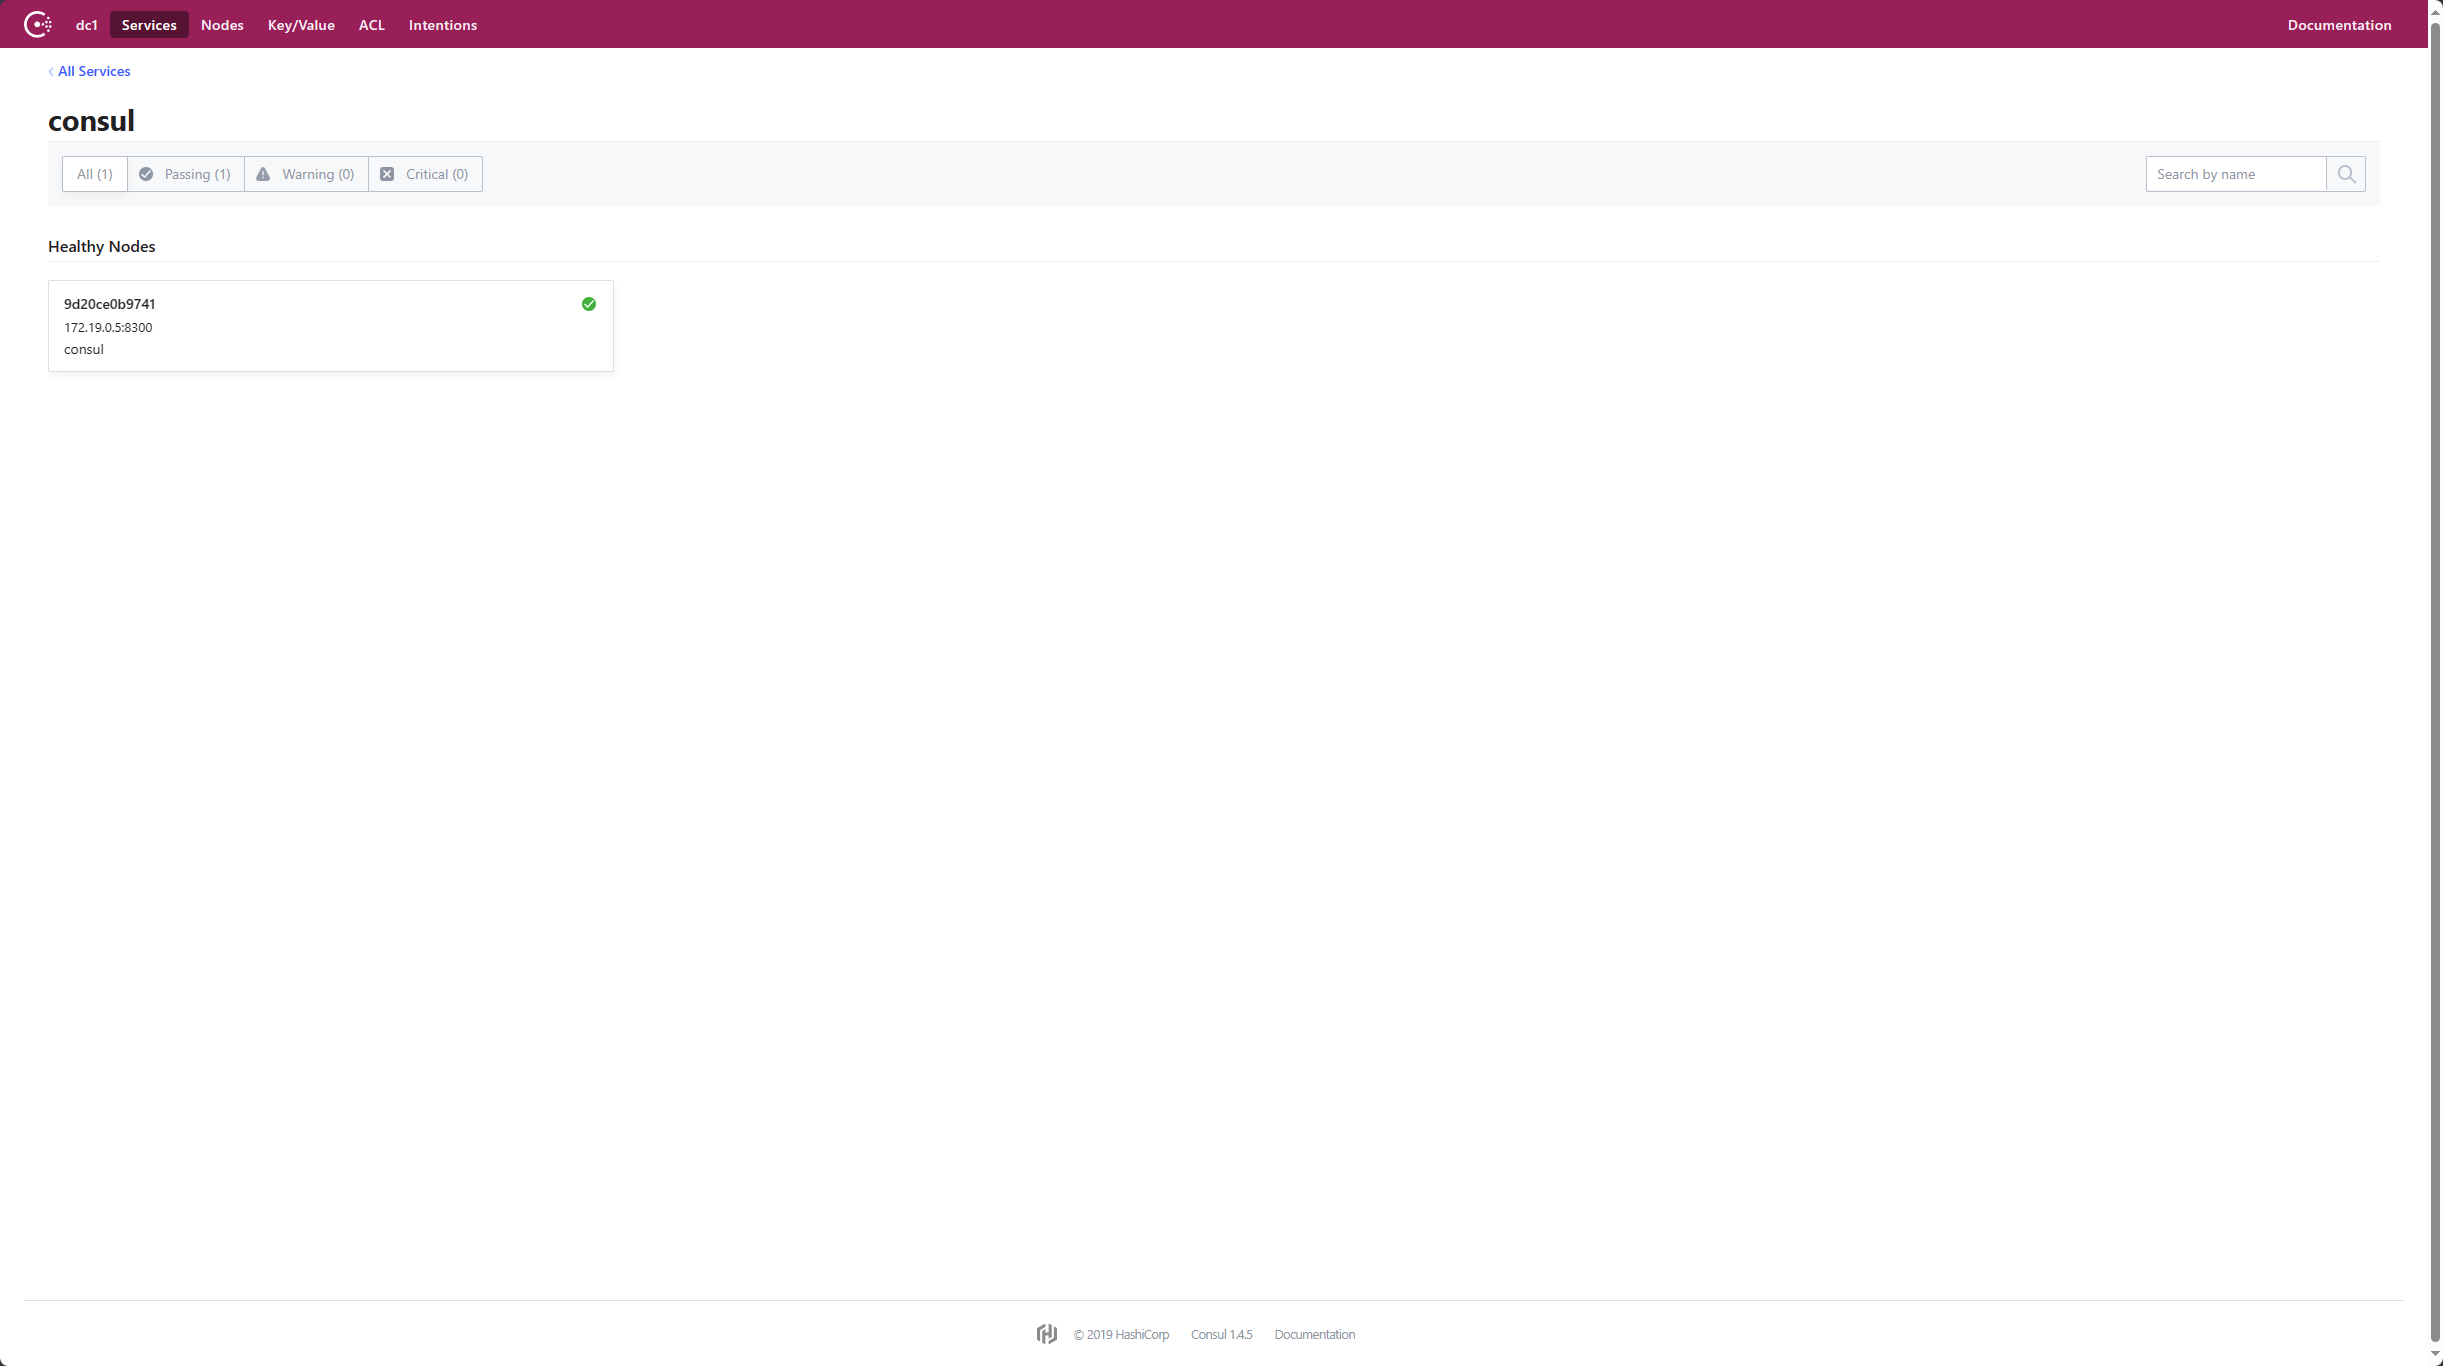 dc1 Services Nodes Key/Value ACL Intentions Documentation
All Services
consul
All (1) Passing (1) Warning (0) Critical (0) Search by name
Healthy Nodes
9d20ce0b9741
172.19.0.5:8300
consul
© 2019 HashiCorp Consul 1.4.5 Documentation